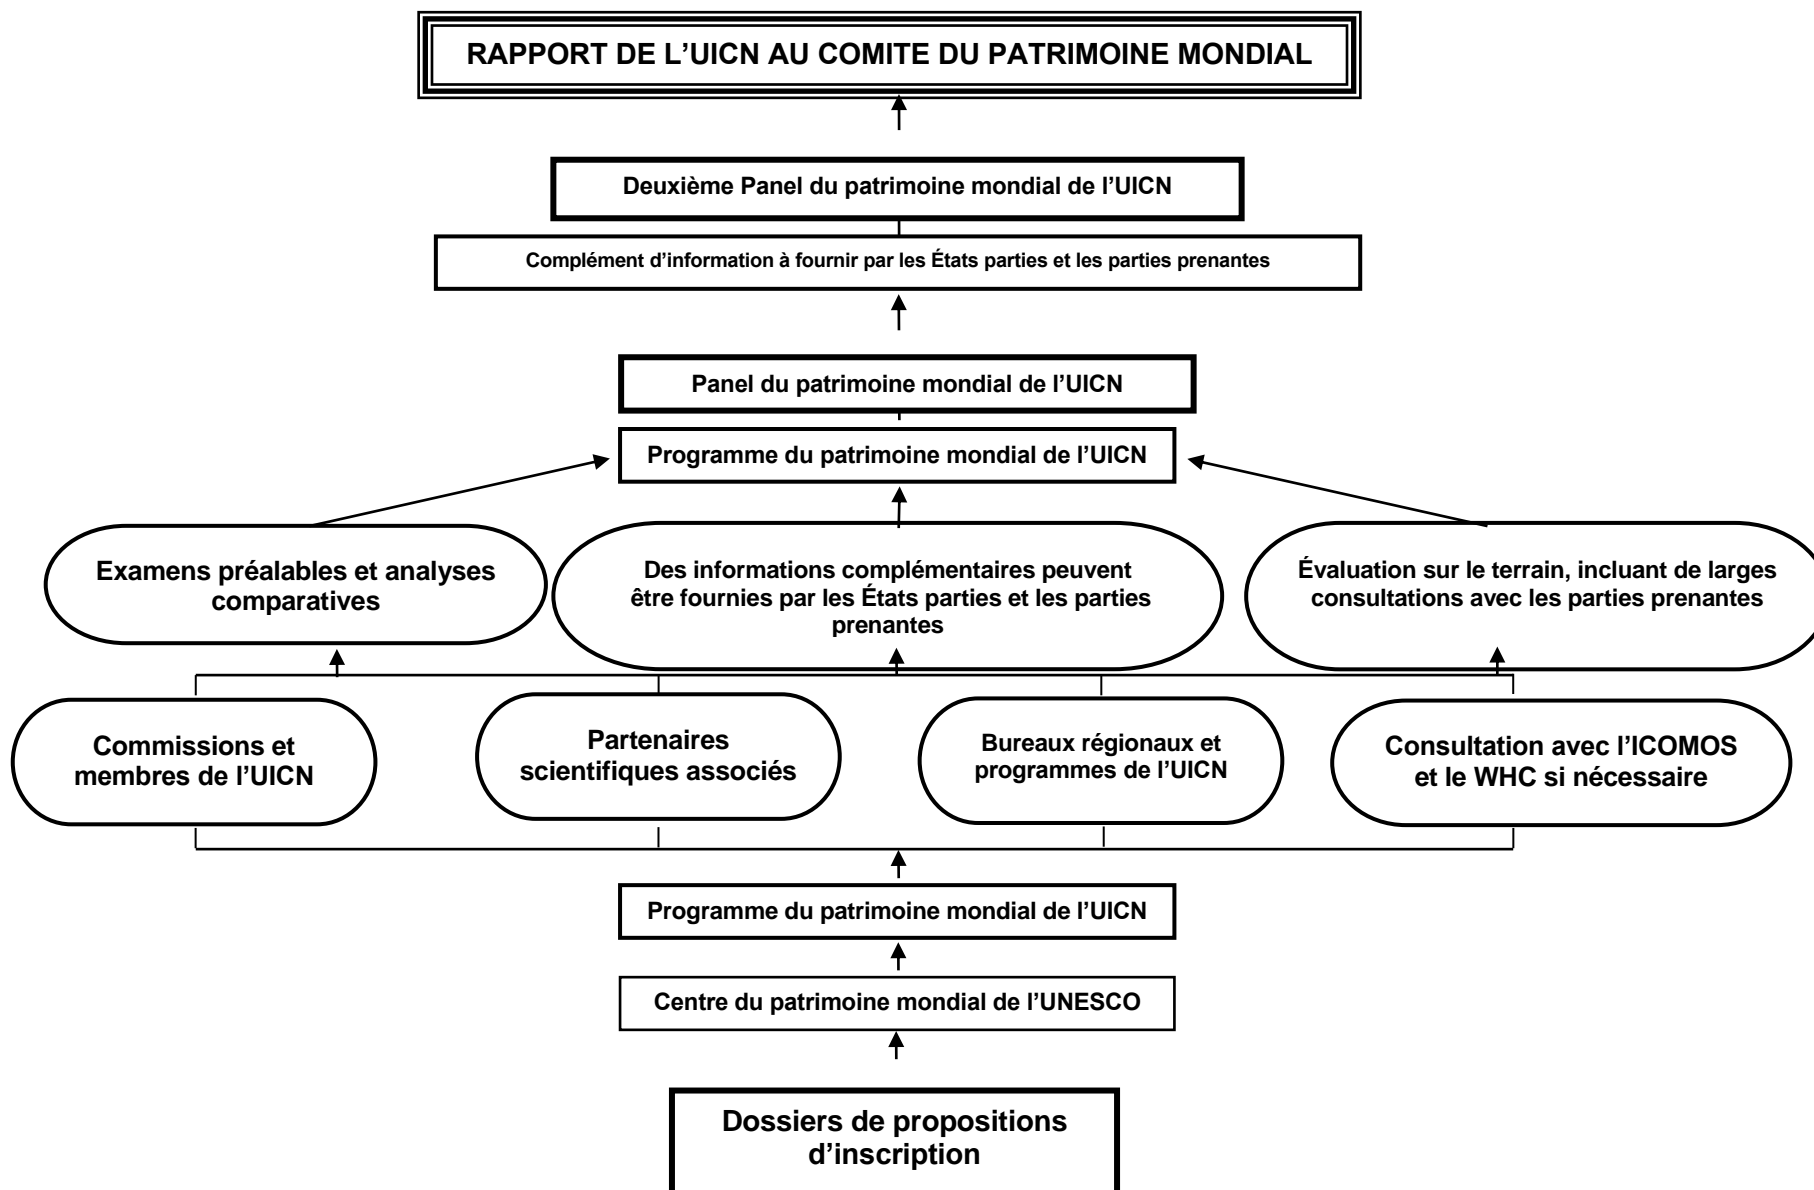 RAPPORT DE L’UICN AU COMITE DU PATRIMOINE MONDIAL
Deuxième Panel du patrimoine mondial de l’UICN
Complément d’information à fournir par les États parties et les parties prenantes
Panel du patrimoine mondial de l’UICN
Programme du patrimoine mondial de l’UICN
Examens préalables et analyses
comparatives
Des informations complémentaires peuvent
être fournies par les États parties et les parties
prenantes
Évaluation sur le terrain, incluant de larges
consultations avec les parties prenantes
Commissions et
membres de l’UICN
Partenaires
scientifiques associés
Bureaux régionaux et
programmes de l’UICN
Consultation avec l’ICOMOS
et le WHC si nécessaire
Programme du patrimoine mondial de l’UICN
Centre du patrimoine mondial de l’UNESCO
Dossiers de propositions
d’inscription